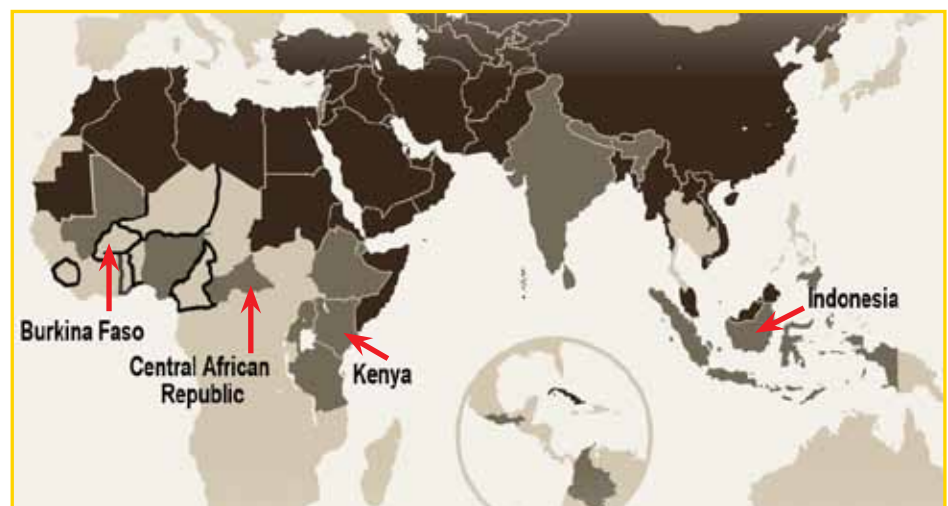 Burkina Faso
Central African
Republic
Kenya
Indonesia